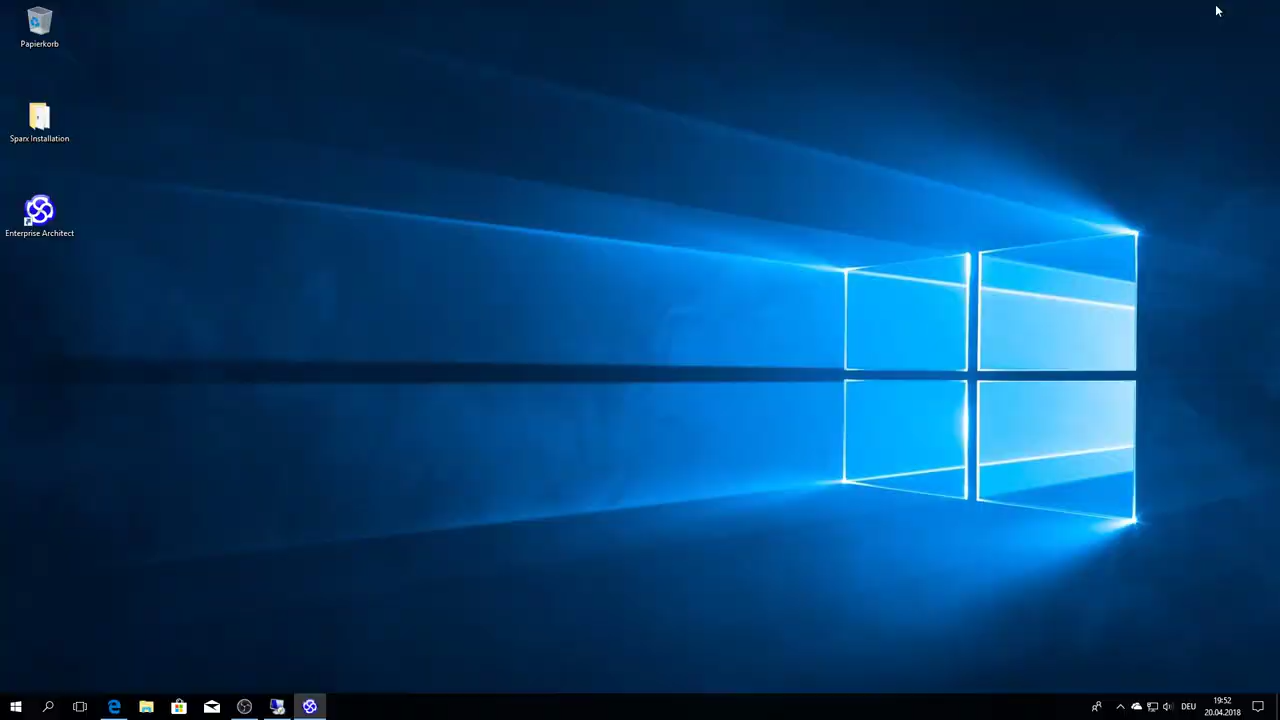 Papierkorb
Sparx Installation
Enterprise Architect
DEU
19:52
20.04.2018